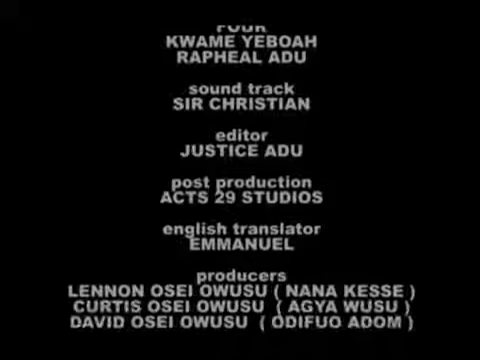 FOUR
KWAME YEBOAH
RAPHEAL ADU
sound track
SIR CHRISTIAN
editor
JUSTICE ADU
post production
ACTS 29 STUDIOS
english translator
EMMANUEL
producers
LENNON OSEI OWUSU ( NANA KESSE )
CURTIS OSEI OWUSU ( AGYA WUSU )
DAVID OSEI OWUSU ( ODIFUO ADOM )